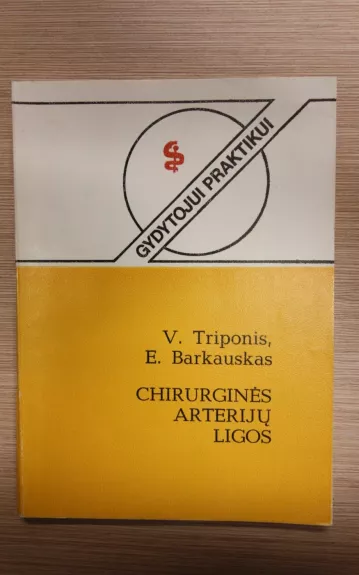 GYDYTOJUI PRAKTIKUI
V. Triponis,
E. Barkauskas
CHIRURGINĖS
ARTERIJŲ
LIGOS